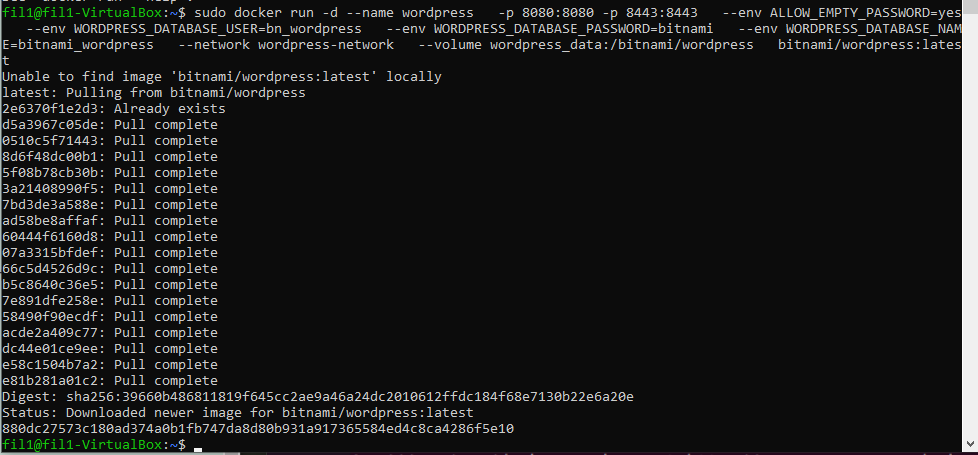 fil1@fil1-VirtualBox:~$ sudo docker run -d --name wordpress   -p 8080:8080 -p 8443:8443   --env ALLOW_EMPTY_PASSWORD=yes
   --env WORDPRESS_DATABASE_USER=bn_wordpress   --env WORDPRESS_DATABASE_PASSWORD=bitnami   --env WORDPRESS_DATABASE_NAM
E=bitnami_wordpress   --network wordpress-network   --volume wordpress_data:/bitnami/wordpress   bitnami/wordpress:lates
t
Unable to find image 'bitnami/wordpress:latest' locally
latest: Pulling from bitnami/wordpress
2e6370f1e2d3: Already exists
d5a3967c05de: Pull complete
0510c5f71443: Pull complete
8d6f48dc00b1: Pull complete
5f08b78cb30b: Pull complete
3a21408990f5: Pull complete
7bd3de3a588e: Pull complete
ad58be8affaf: Pull complete
60444f6160d8: Pull complete
07a3315bfdef: Pull complete
66c5d4526d9c: Pull complete
b5c8640c36e5: Pull complete
7e891dfe258e: Pull complete
58490f90ecdf: Pull complete
acde2a409c77: Pull complete
dc44e01ce9ee: Pull complete
e58c1504b7a2: Pull complete
e81b281a01c2: Pull complete
Digest: sha256:39660b486811819f645cc2ae9a46a24dc2010612ffdc184f68e7130b22e6a20e
Status: Downloaded newer image for bitnami/wordpress:latest
880dc27573c180ad374a0b1fb747da8d80b931a917365584ed4c8ca4286f5e10
fil1@fil1-VirtualBox:~$